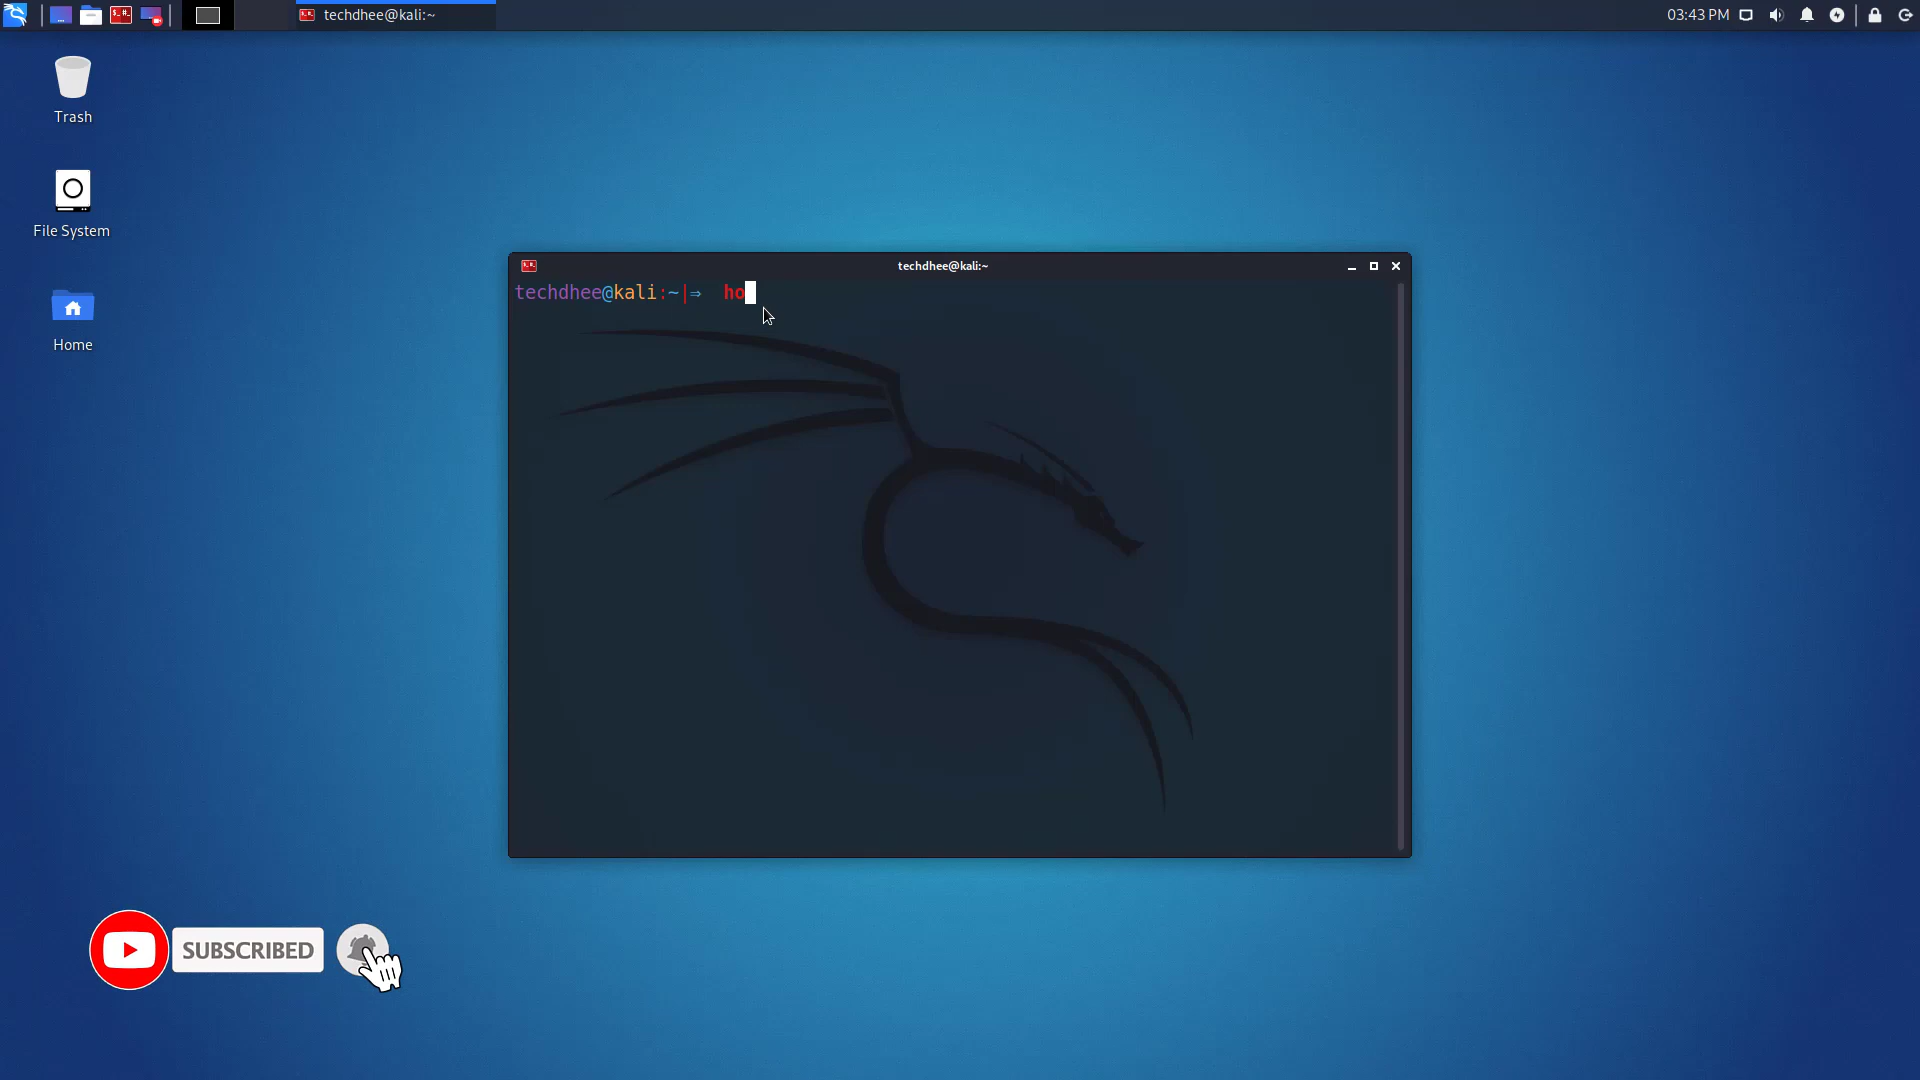 techdhee@kali:~
03:43 PM
Trash
File System
Home
techdhee@kali:~
techdhee@kali:~|⇒  ho
SUBSCRIBED